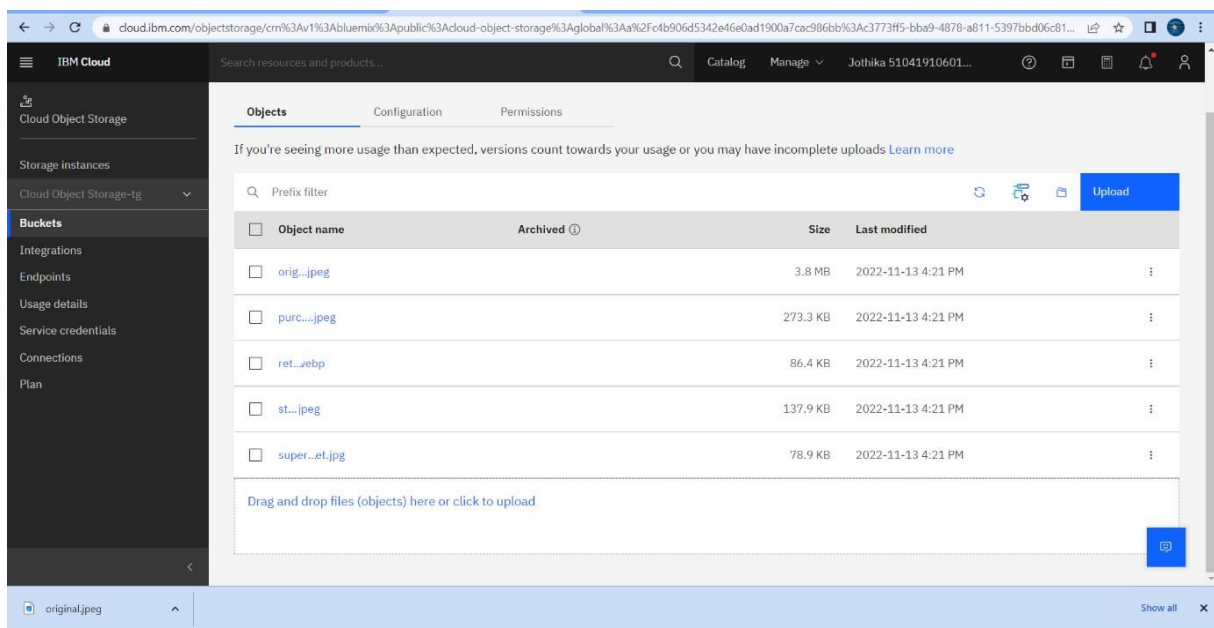 cloud.ibm.com/objectstorage/crn%3Av1%3Abluemix%3Apublic%3Acloud-object-storage%3Aglobal%3Aa%2Fc4b906d5342e46e0ad1900a7cac986bb%3Ac3773ff5-bba9-4878-a811-5397bbd06c81...
IBM Cloud Search resources and products... Catalog Manage Jothika 51041910601...
Cloud Object Storage
Storage instances
Cloud Object Storage-tg
Buckets
Integrations
Endpoints
Usage details
Service credentials
Connections
Plan
Objects Configuration Permissions
If you're seeing more usage than expected, versions count towards your usage or you may have incomplete uploads Learn more
Prefix filter Upload
Object name Archived Size Last modified
orig...jpeg 3.8 MB 2022-11-13 4:21 PM
purc....jpeg 273.3 KB 2022-11-13 4:21 PM
ret...webp 86.4 KB 2022-11-13 4:21 PM
st...jpeg 137.9 KB 2022-11-13 4:21 PM
super...et.jpg 78.9 KB 2022-11-13 4:21 PM
Drag and drop files (objects) here or click to upload
original.jpeg Show all